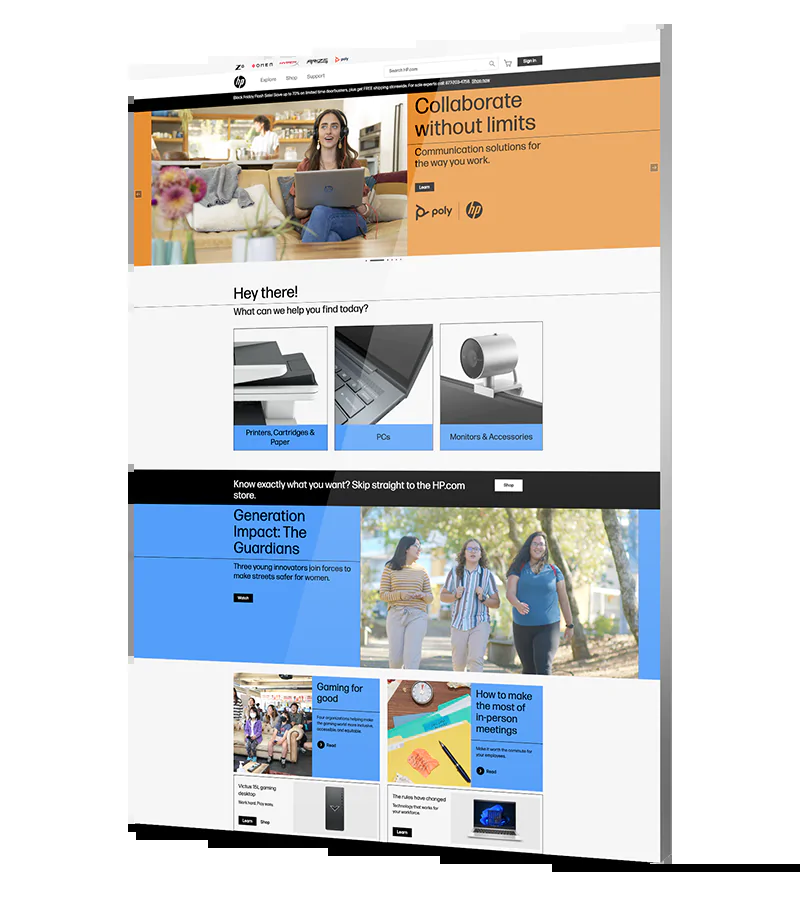 Z
OMEN
HYPERX
poly
Search HP.com
Sign in
hp
Explore
Shop
Support
Black Friday Flash Sale! Save up to 70% on limited time doorbusters, plus get FREE shipping storewide. For sale experts call Shop now
Collaborate
without limits
Communication solutions for
the way you work.
Learn
poly
hp
Hey there!
What can we help you find today?
Printers, Cartridges &
Paper
PCs
Monitors & Accessories
Know exactly what you want? Skip straight to the HP.com
store.
Shop
Generation
Impact: The
Guardians
Three young innovators join forces to
make streets safer for women.
Watch
Gaming for
good
Four organizations helping make
the gaming world more inclusive,
accessible and equitable.
Read
How to make
the most of
in-person
meetings
Make it worth the commute for
your employees.
Read
Victus 15L gaming
desktop
Work hard. Play more.
Learn
Shop
The rules have changed
Technology that works for
your workforce.
Learn